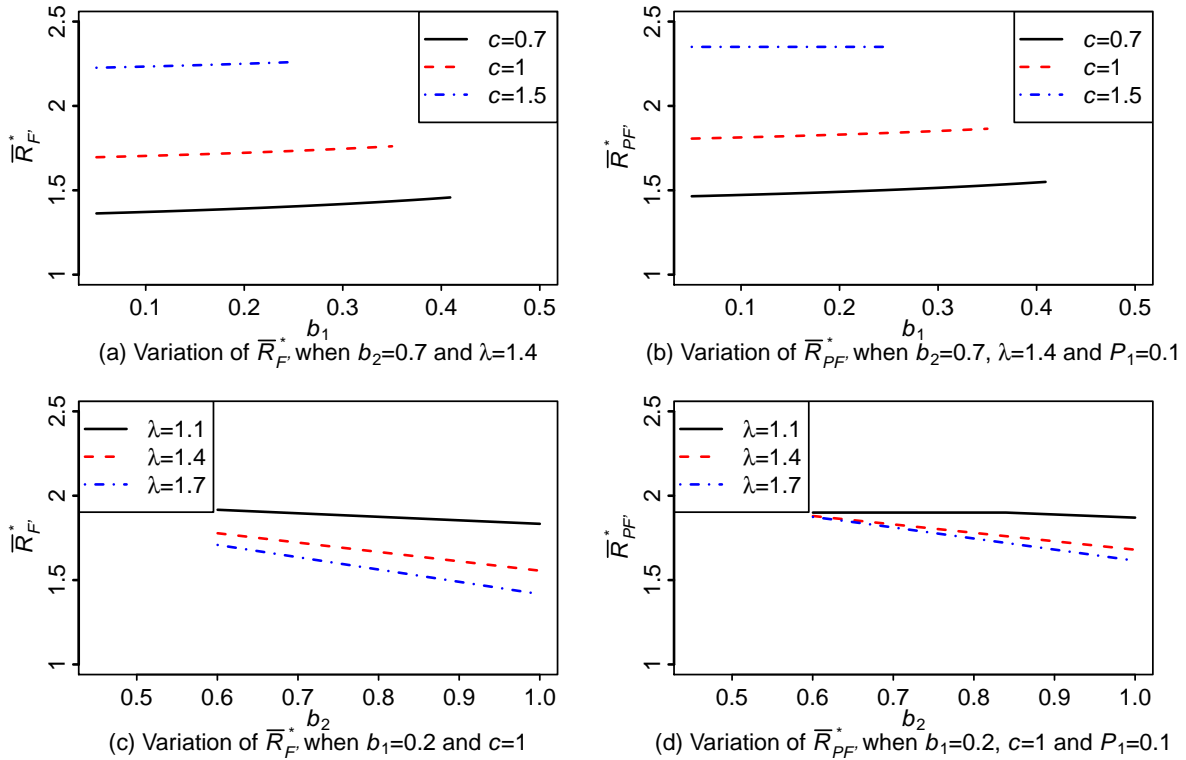 2.5
2
1.5
1
R̅*F'
c=0.7
c=1
c=1.5
0.1 0.2 0.3 0.4 0.5
b1
(a) Variation of R̅*F' when b2=0.7 and λ=1.4
2.5
2
1.5
1
R̅*PF'
c=0.7
c=1
c=1.5
0.1 0.2 0.3 0.4 0.5
b1
(b) Variation of R̅*PF' when b2=0.7, λ=1.4 and P1=0.1
2.5
2
1.5
1
R̅*F'
λ=1.1
λ=1.4
λ=1.7
0.5 0.6 0.7 0.8 0.9 1.0
b2
(c) Variation of R̅*F' when b1=0.2 and c=1
2.5
2
1.5
1
R̅*PF'
λ=1.1
λ=1.4
λ=1.7
0.5 0.6 0.7 0.8 0.9 1.0
b2
(d) Variation of R̅*PF' when b1=0.2, c=1 and P1=0.1